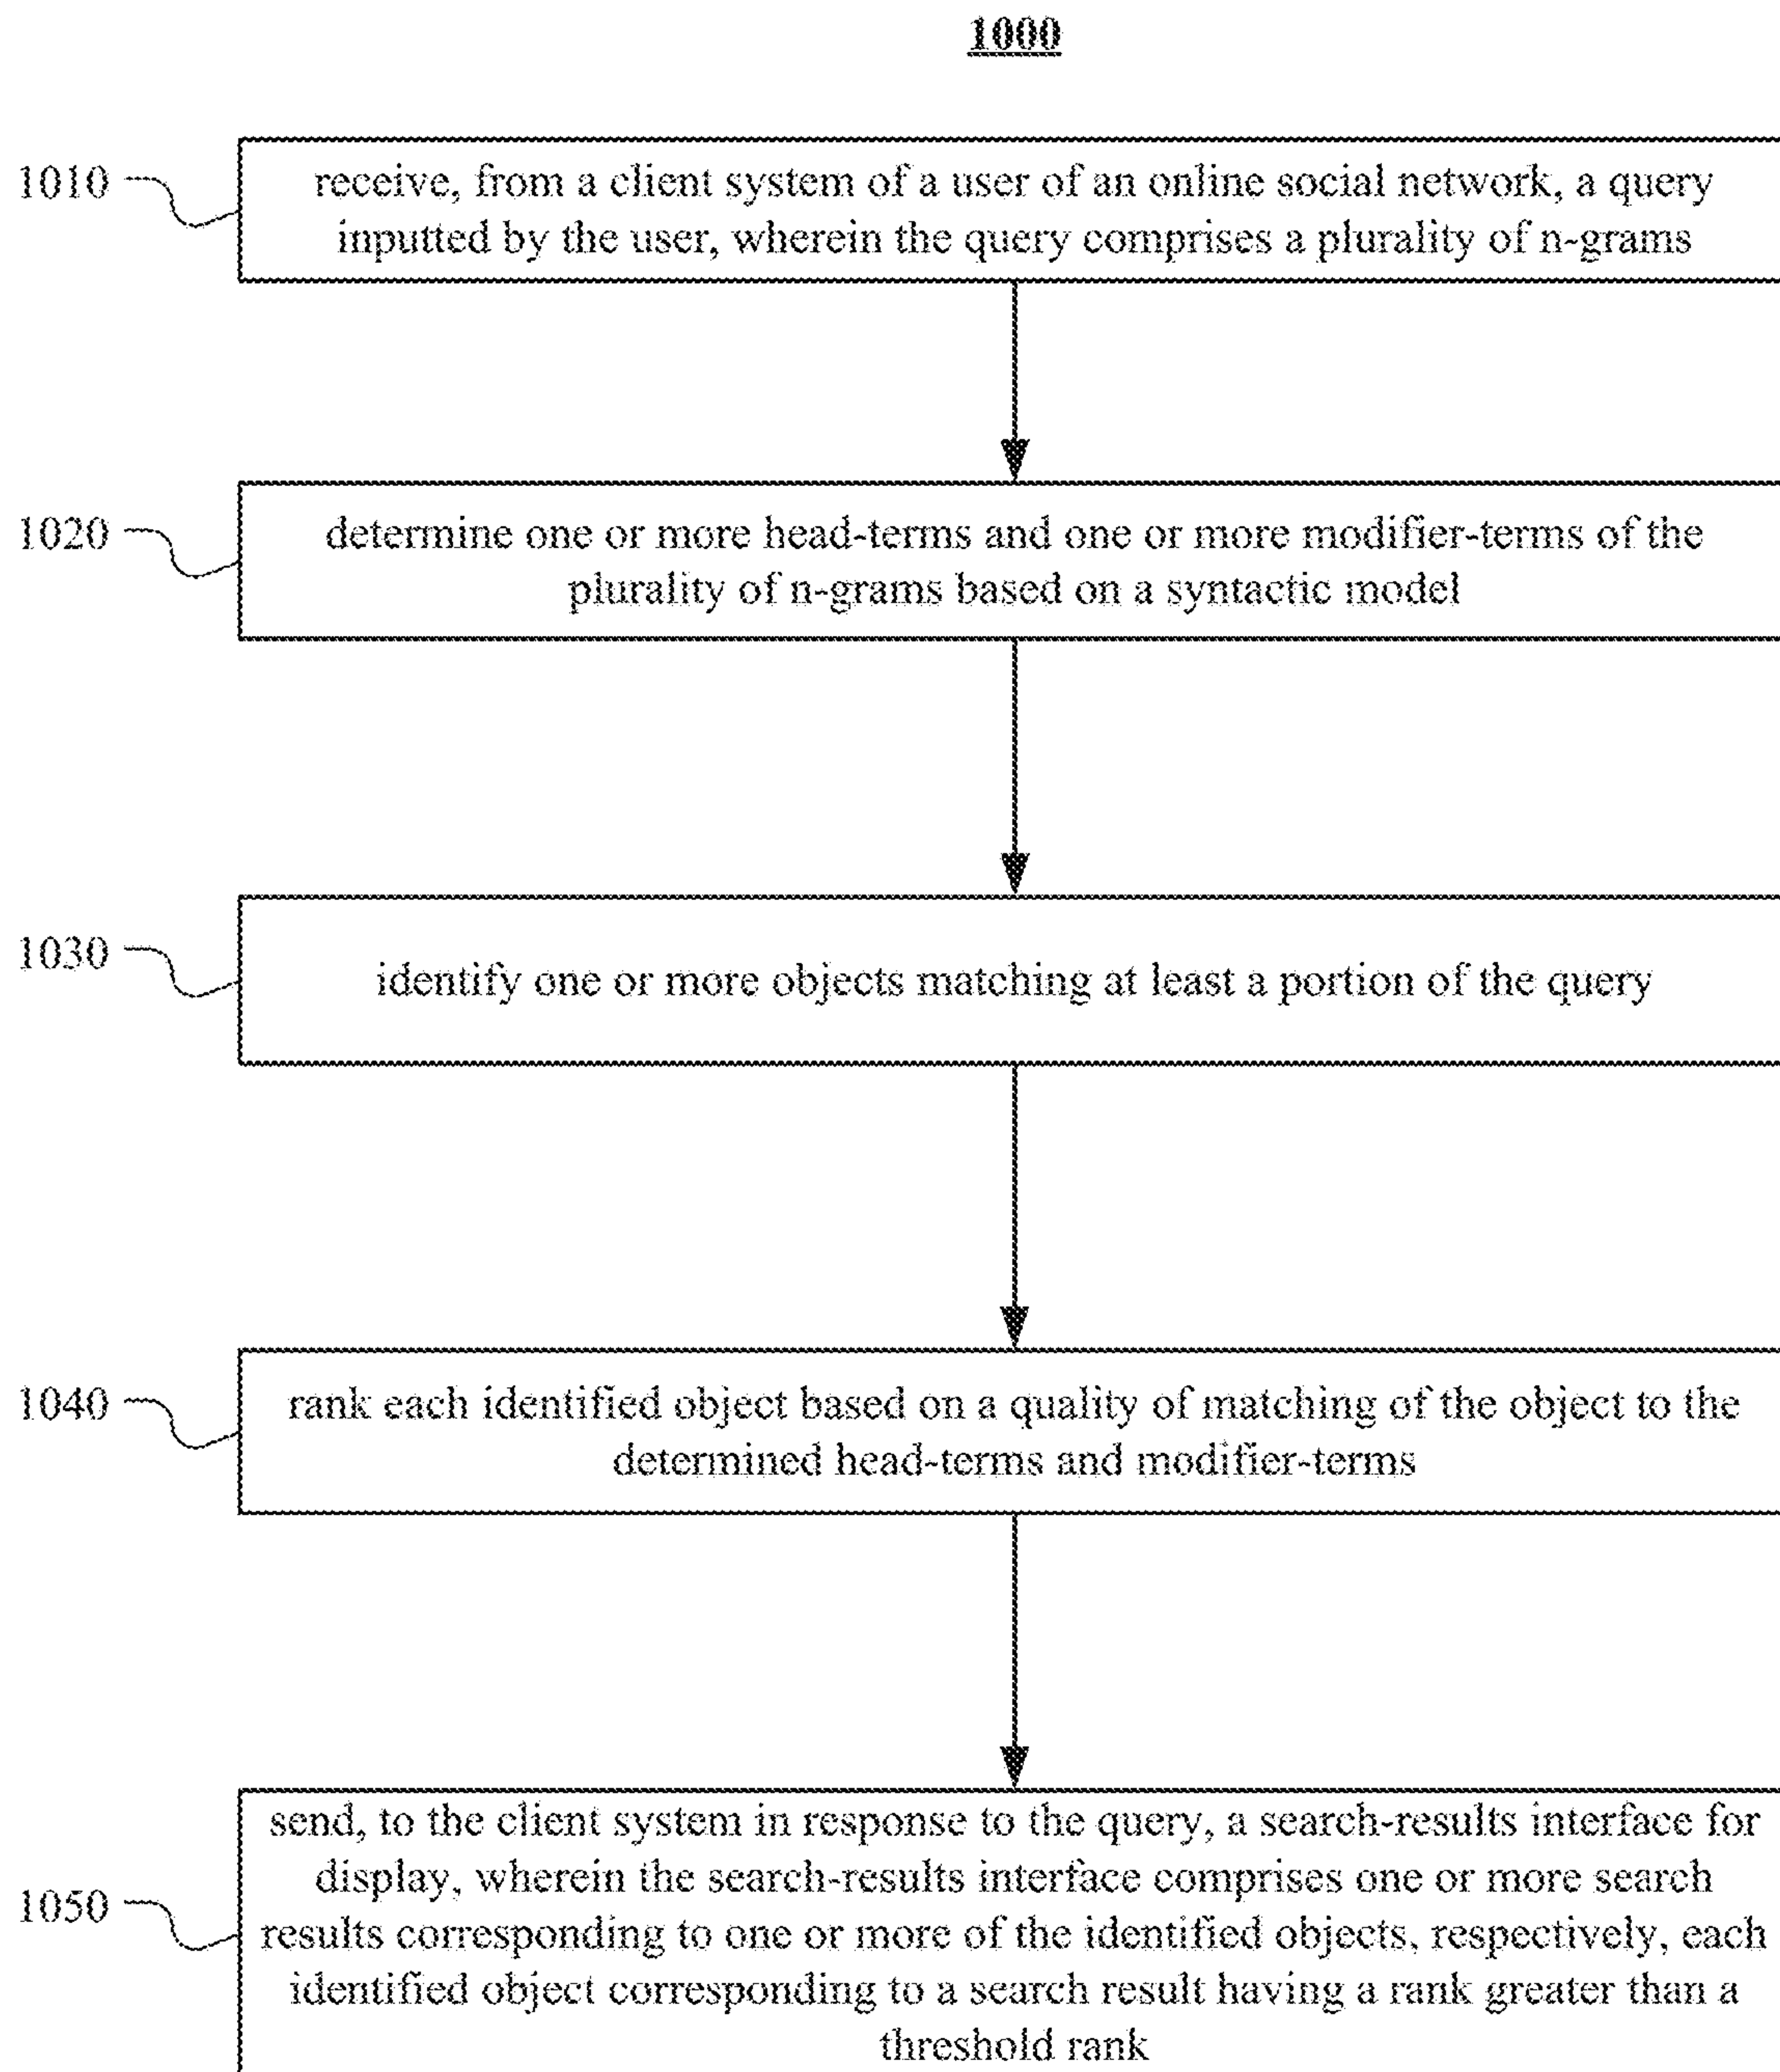 1000
1010
receive, from a client system of a user of an online social network, a query
inputted by the user, wherein the query comprises a plurality of n-grams
1020
determine one or more head-terms and one or more modifier-terms of the
plurality of n-grams based on a syntactic model
1030
identify one or more objects matching at least a portion of the query
1040
rank each identified object based on a quality of matching of the object to the
determined head-terms and modifier-terms
1050
send, to the client system in response to the query, a search-results interface for
display, wherein the search-results interface comprises one or more search
results corresponding to one or more of the identified objects, respectively, each
identified object corresponding to a search result having a rank greater than a
threshold rank